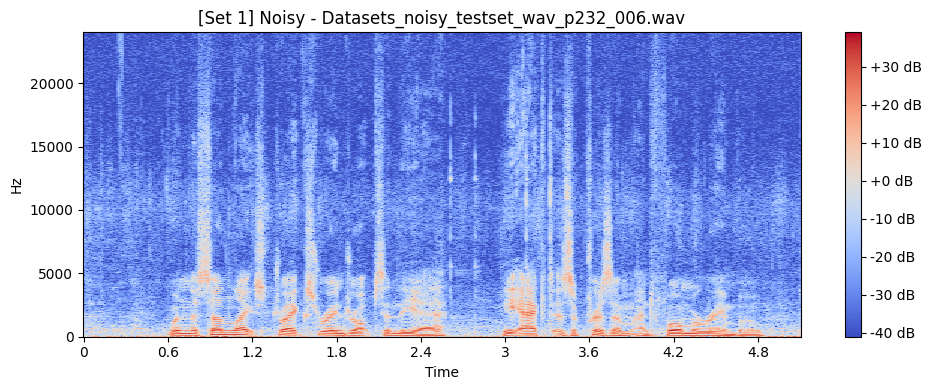 [Set 1] Noisy - Datasets_noisy_testset_wav_p232_006.wav
Hz
20000
15000
10000
5000
0
0 0.6 1.2 1.8 2.4 3 3.6 4.2 4.8
Time
+30 dB
+20 dB
+10 dB
+0 dB
-10 dB
-20 dB
-30 dB
-40 dB